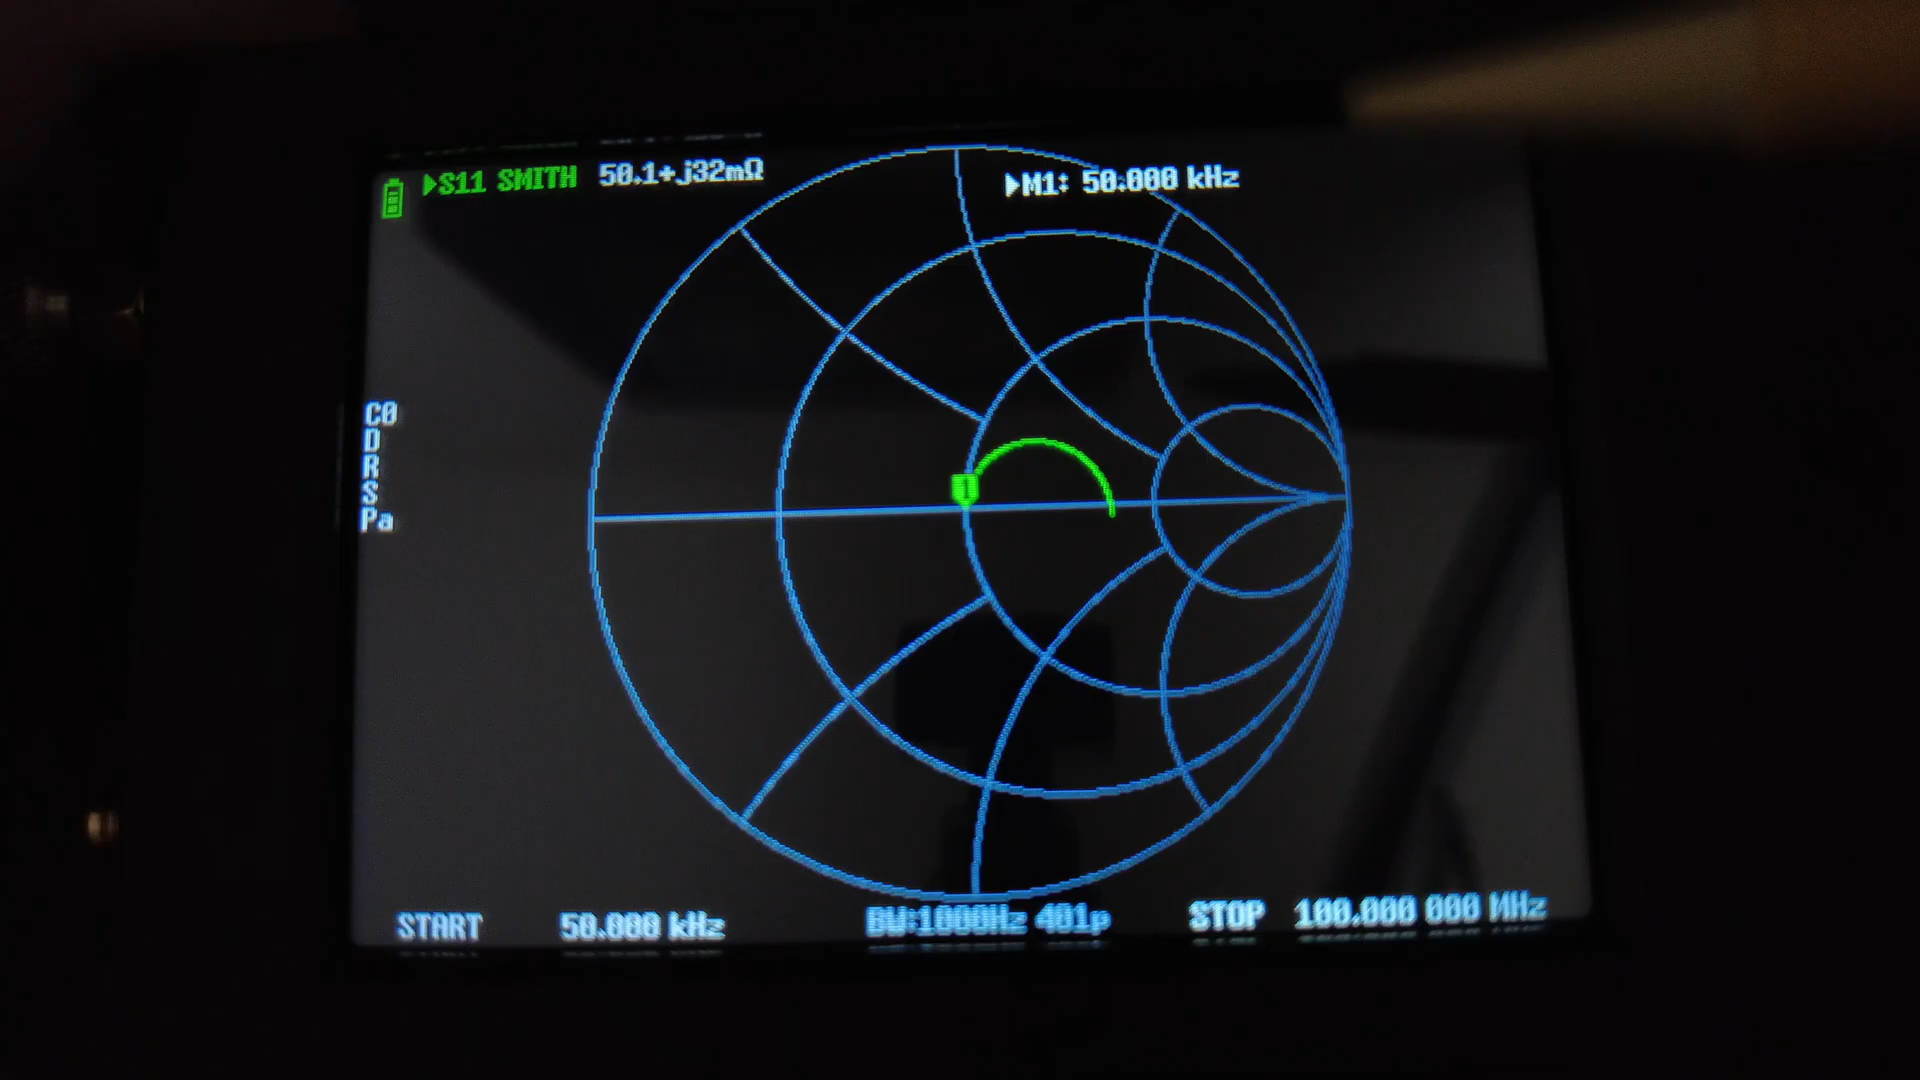 ▶S11 SMITH 50.1+j32mΩ ▶M1: 50.000 kHz
C0
D
R
S
Pa
1
START 50.000 kHz BW:1000Hz 401p STOP 100.000 000 MHz